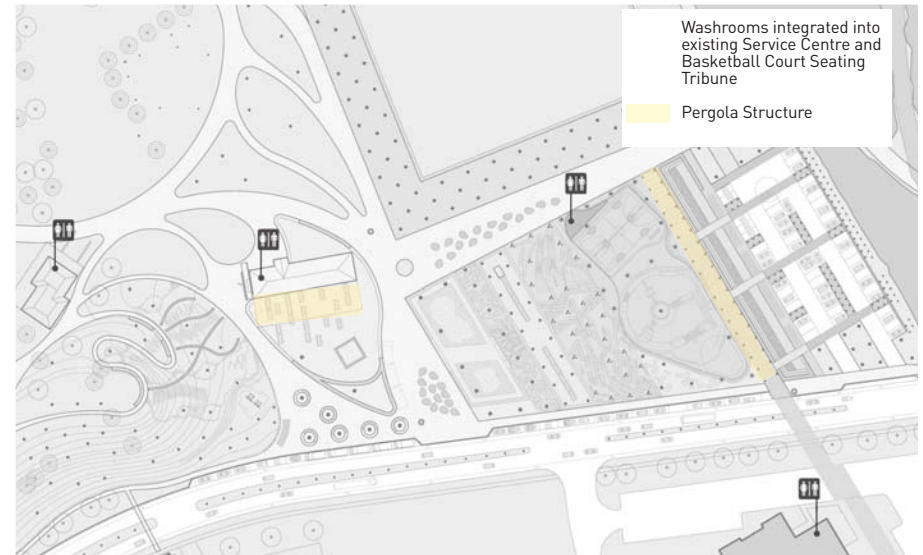 Washrooms integrated into
existing Service Centre and
Basketball Court Seating
Tribune
Pergola Structure